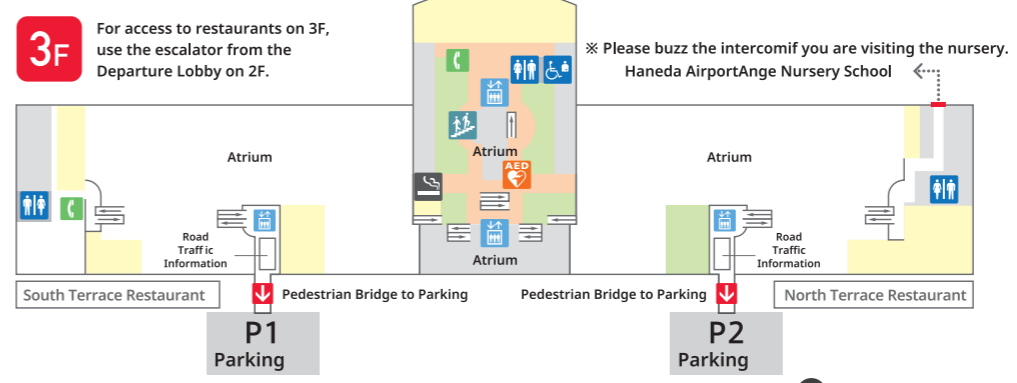 3F
For access to restaurants on 3F,
use the escalator from the
Departure Lobby on 2F.
※ Please buzz the intercomif you are visiting the nursery.
Haneda AirportAnge Nursery School
Atrium
Atrium
AED
Atrium
Road
Traffic
Information
Atrium
Road
Traffic
Information
South Terrace Restaurant
Pedestrian Bridge to Parking
Pedestrian Bridge to Parking
North Terrace Restaurant
P1
Parking
P2
Parking